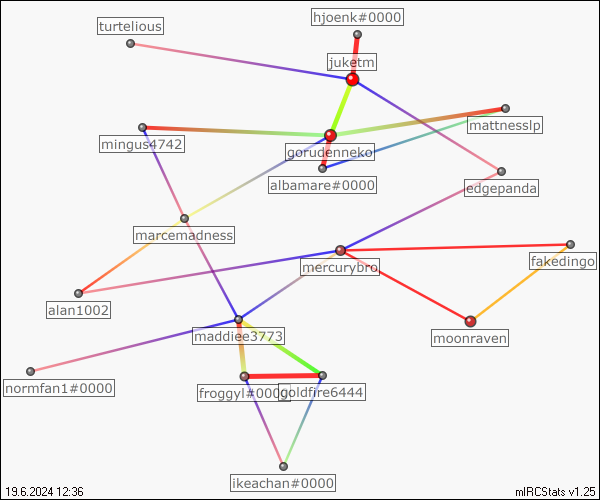 hjoenk#0000
turtelious
juketm
mattnesslp
mingus4742
gorudenneko
albamare#0000
edgepanda
marcemadness
mercurybro
fakedingo
alan1002
maddiee3773
moonraven
normfan1#0000
froggyl#0000
goldfire6444
ikeachan#0000
19.6.2024 12:36
mIRCStats v1.25